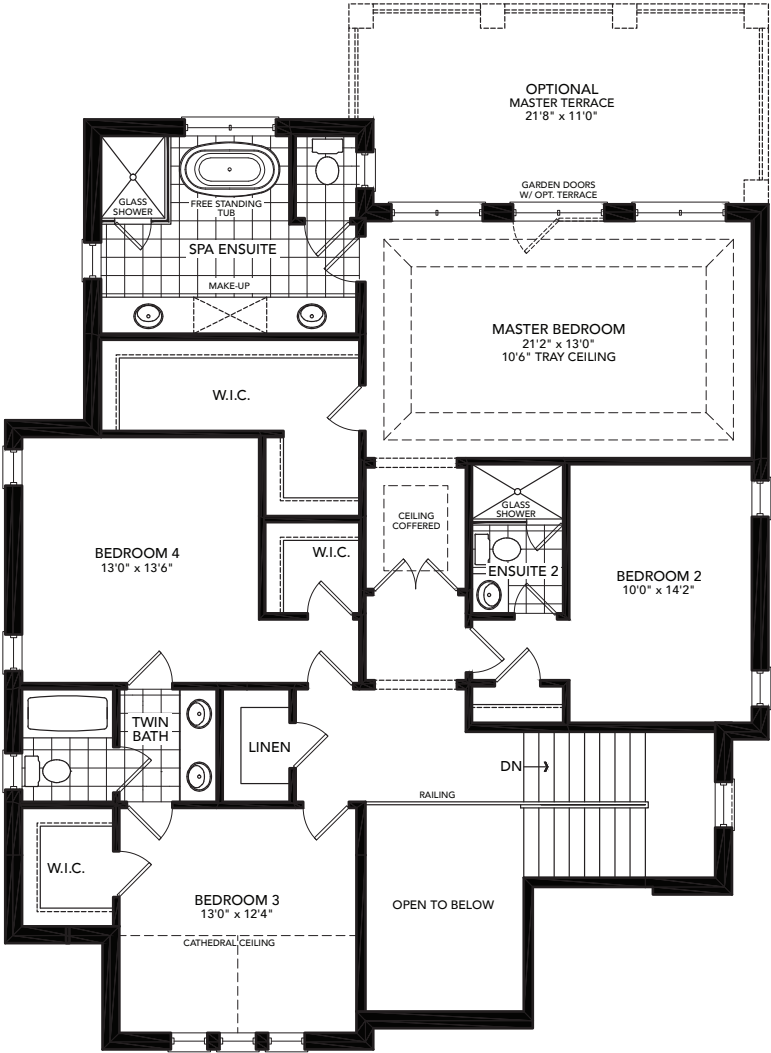 OPTIONAL
MASTER TERRACE
21'8" x 11'0"
GARDEN DOORS
W/ OPT. TERRACE
GLASS
SHOWER
FREE STANDING
TUB
SPA ENSUITE
MAKE-UP
MASTER BEDROOM
21'2" x 13'0"
10'6" TRAY CEILING
W.I.C.
CEILING
COFFERED
GLASS
SHOWER
BEDROOM 4
13'0" x 13'6"
W.I.C.
ENSUITE 2
BEDROOM 2
10'0" x 14'2"
TWIN
BATH
LINEN
DN
RAILING
W.I.C.
BEDROOM 3
13'0" x 12'4"
OPEN TO BELOW
CATHEDRAL CEILING